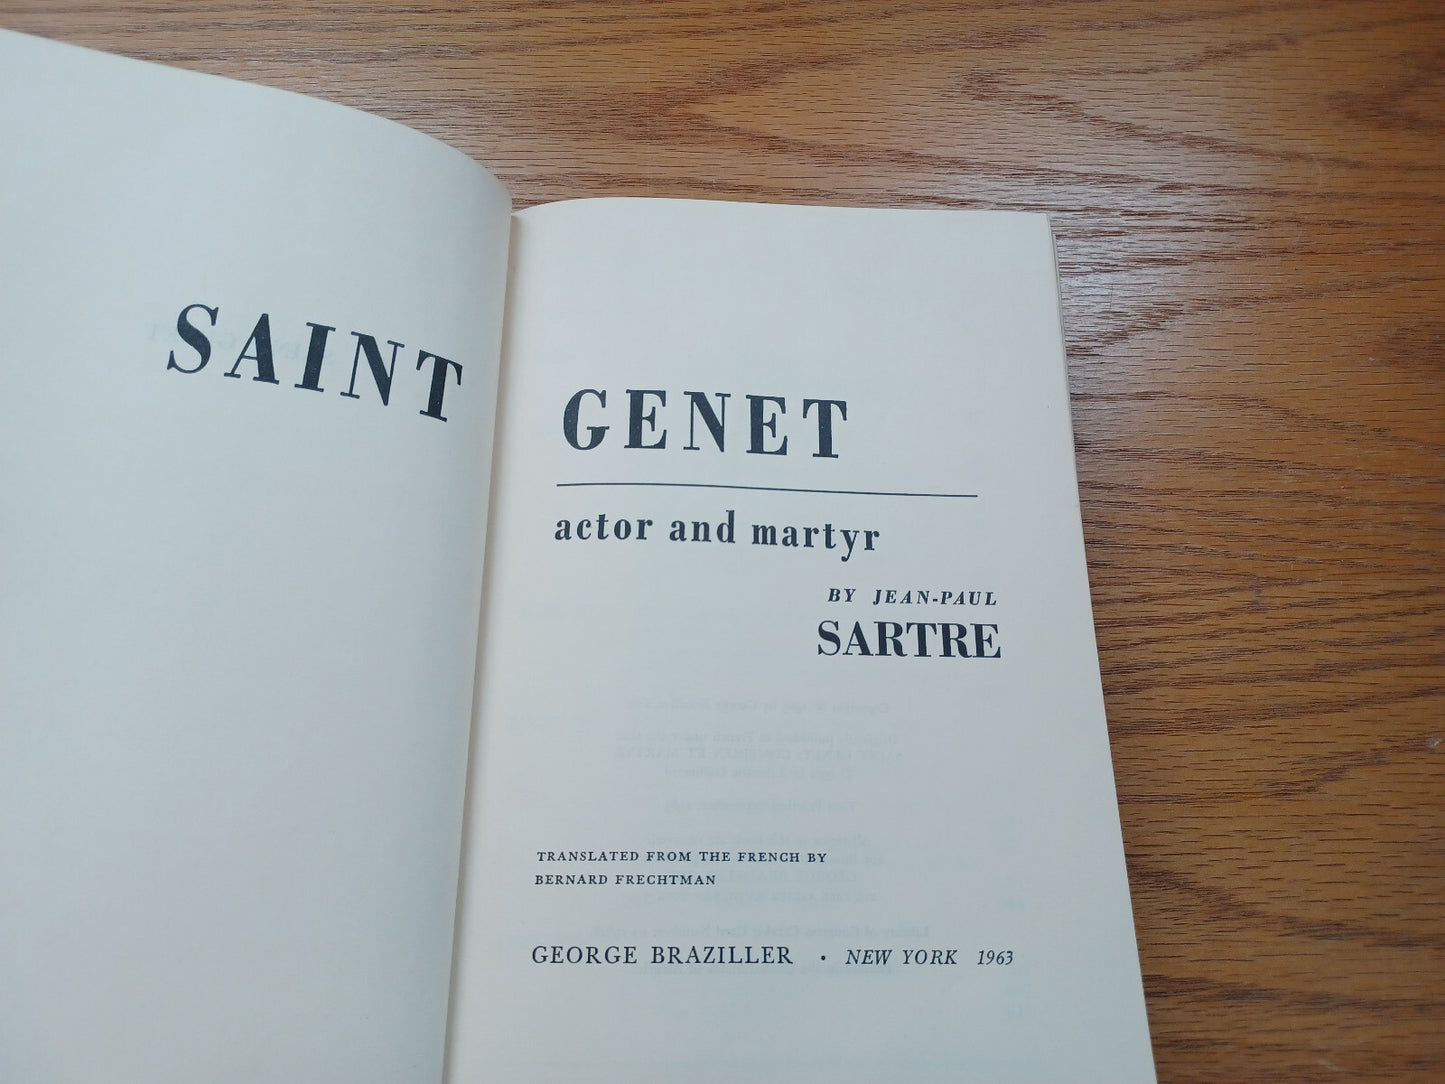 SAINT
GENET
actor and martyr
BY JEAN-PAUL
SARTRE
TRANSLATED FROM THE FRENCH BY
BERNARD FRECHTMAN
GEORGE BRAZILLER · NEW YORK 1963